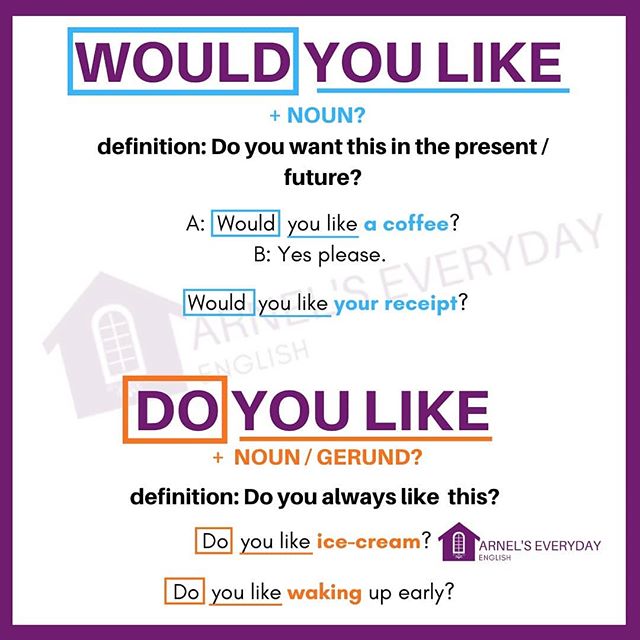 WOULD YOU LIKE
+ NOUN?
definition: Do you want this in the present /
future?
A: Would you like a coffee?
B: Yes please.
Would you like your receipt?
ARNEL'S EVERYDAY
ENGLISH
DO YOU LIKE
+ NOUN / GERUND?
definition: Do you always like this?
Do you like ice-cream?
ARNEL'S EVERYDAY
ENGLISH
Do you like waking up early?